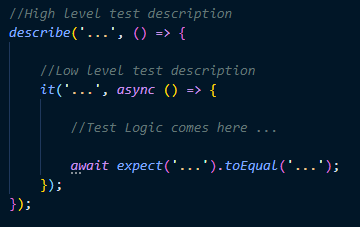 //High level test description
describe('...', () => {
//Low level test description
it('...', async () => {
//Test Logic comes here ...
await expect('...').toEqual('...');
});
});